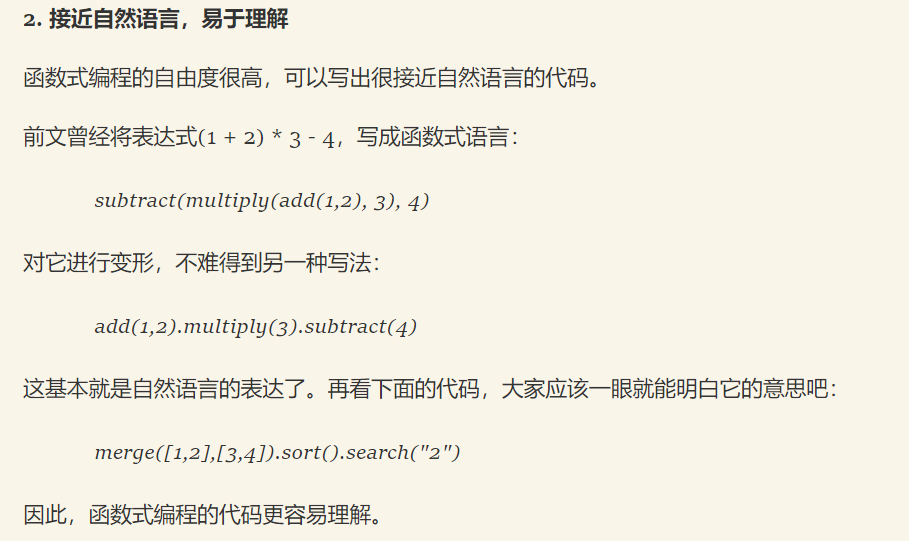 2. 接近自然语言，易于理解
函数式编程的自由度很高，可以写出很接近自然语言的代码。
前文曾经将表达式(1 + 2) * 3 - 4，写成函数式语言：
subtract(multiply(add(1,2), 3), 4)
对它进行变形，不难得到另一种写法：
add(1,2).multiply(3).subtract(4)
这基本就是自然语言的表达了。再看下面的代码，大家应该一眼就能明白它的意思吧：
merge([1,2],[3,4]).sort().search("2")
因此，函数式编程的代码更容易理解。